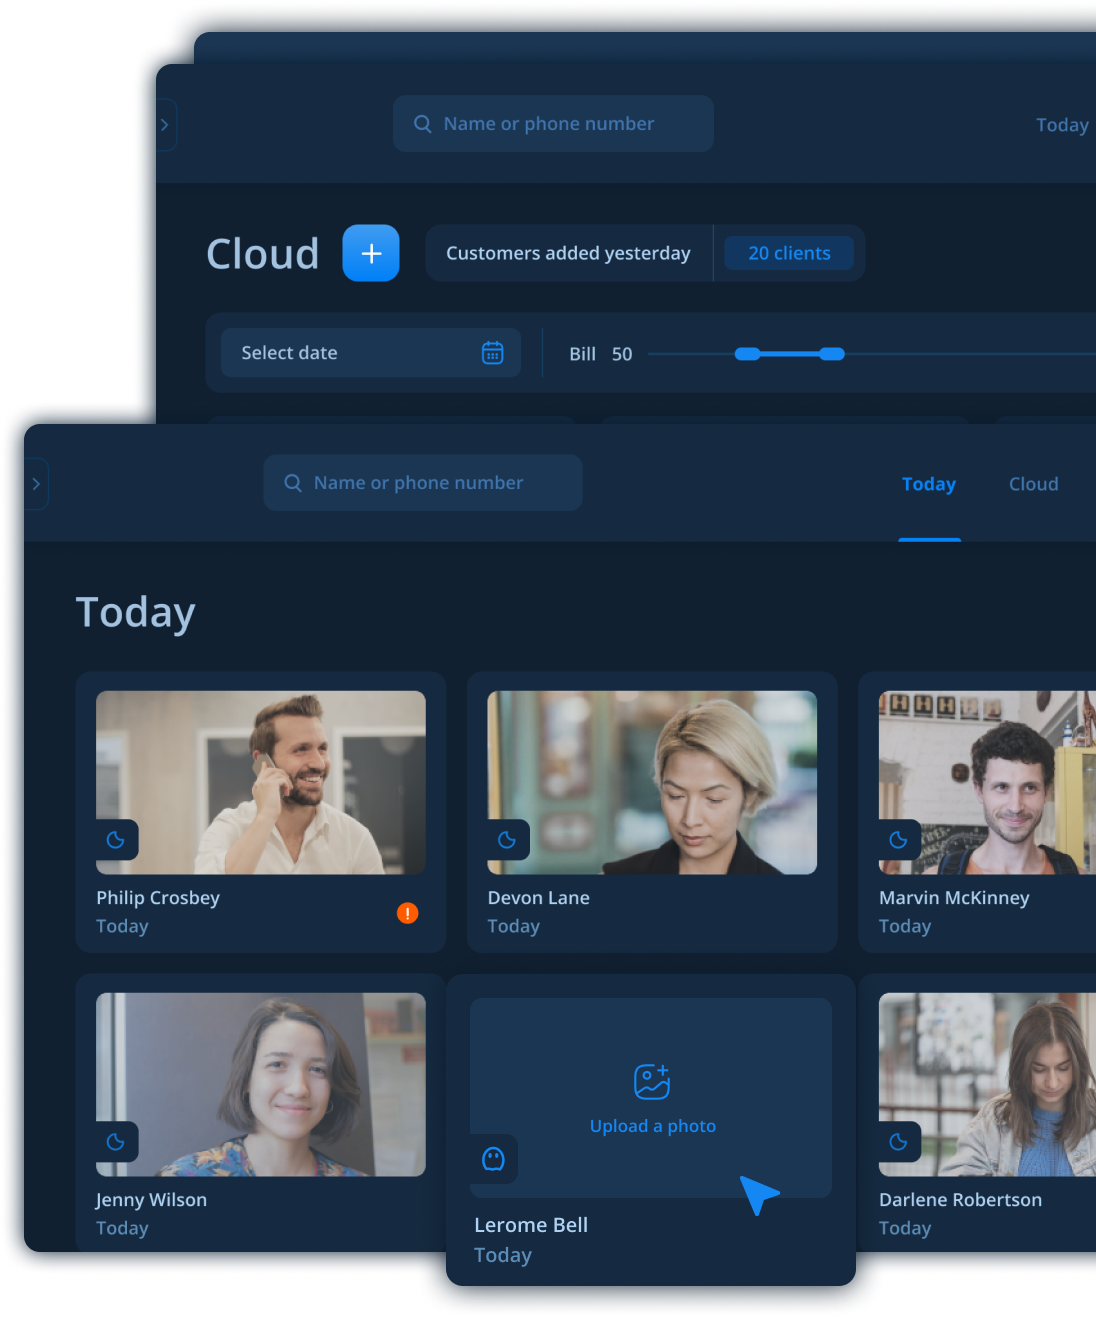 Name or phone number
Today
Cloud
Customers added yesterday
20 clients
Select date
Bill 50
Name or phone number
Today
Cloud
Today
Philip Crosbey
Today
Devon Lane
Today
Marvin McKinney
Today
Jenny Wilson
Today
Upload a photo
Lerome Bell
Today
Darlene Robertson
Today